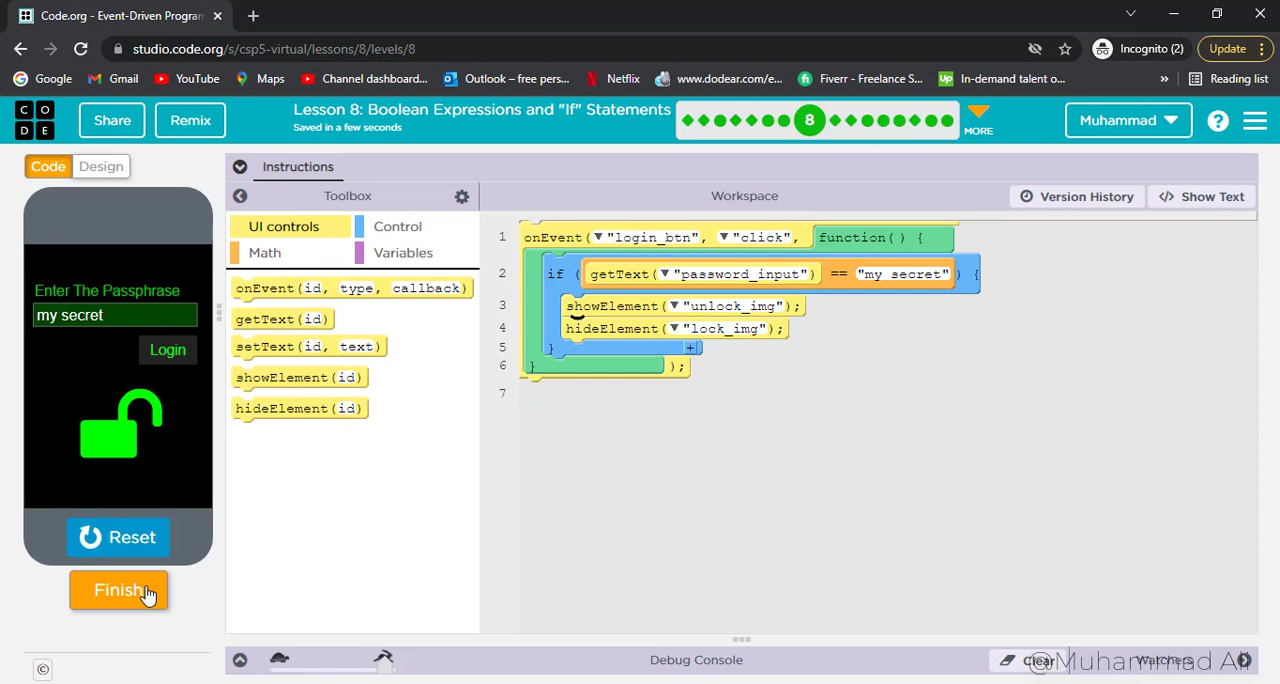 Code.org - Event-Driven Program
studio.code.org/s/csp5-virtual/lessons/8/levels/8
Incognito (2)
Update
Google
Gmail
YouTube
Maps
Channel dashboard...
Outlook – free pers...
Netflix
www.dodear.com/e...
Fiverr - Freelance S...
In-demand talent o...
»
Reading list
C O
D E
Share
Remix
Lesson 8: Boolean Expressions and "If" Statements
Saved in a few seconds
8
MORE
Muhammad
?
Code
Design
Instructions
Toolbox
Workspace
Version History
</> Show Text
UI controls
Control
Math
Variables
onEvent(id, type, callback)
getText(id)
setText(id, text)
showElement(id)
hideElement(id)
1 onEvent( "login_btn", "click", function( ) {
2 if ( getText( "password_input") == "my secret" ) {
3 showElement( "unlock_img");
4 hideElement( "lock_img");
5 } +
6 } );
7
Enter The Passphrase
my secret
Login
Reset
Finish
©
Debug Console
Clear
Watchers
@Muhammad Ali